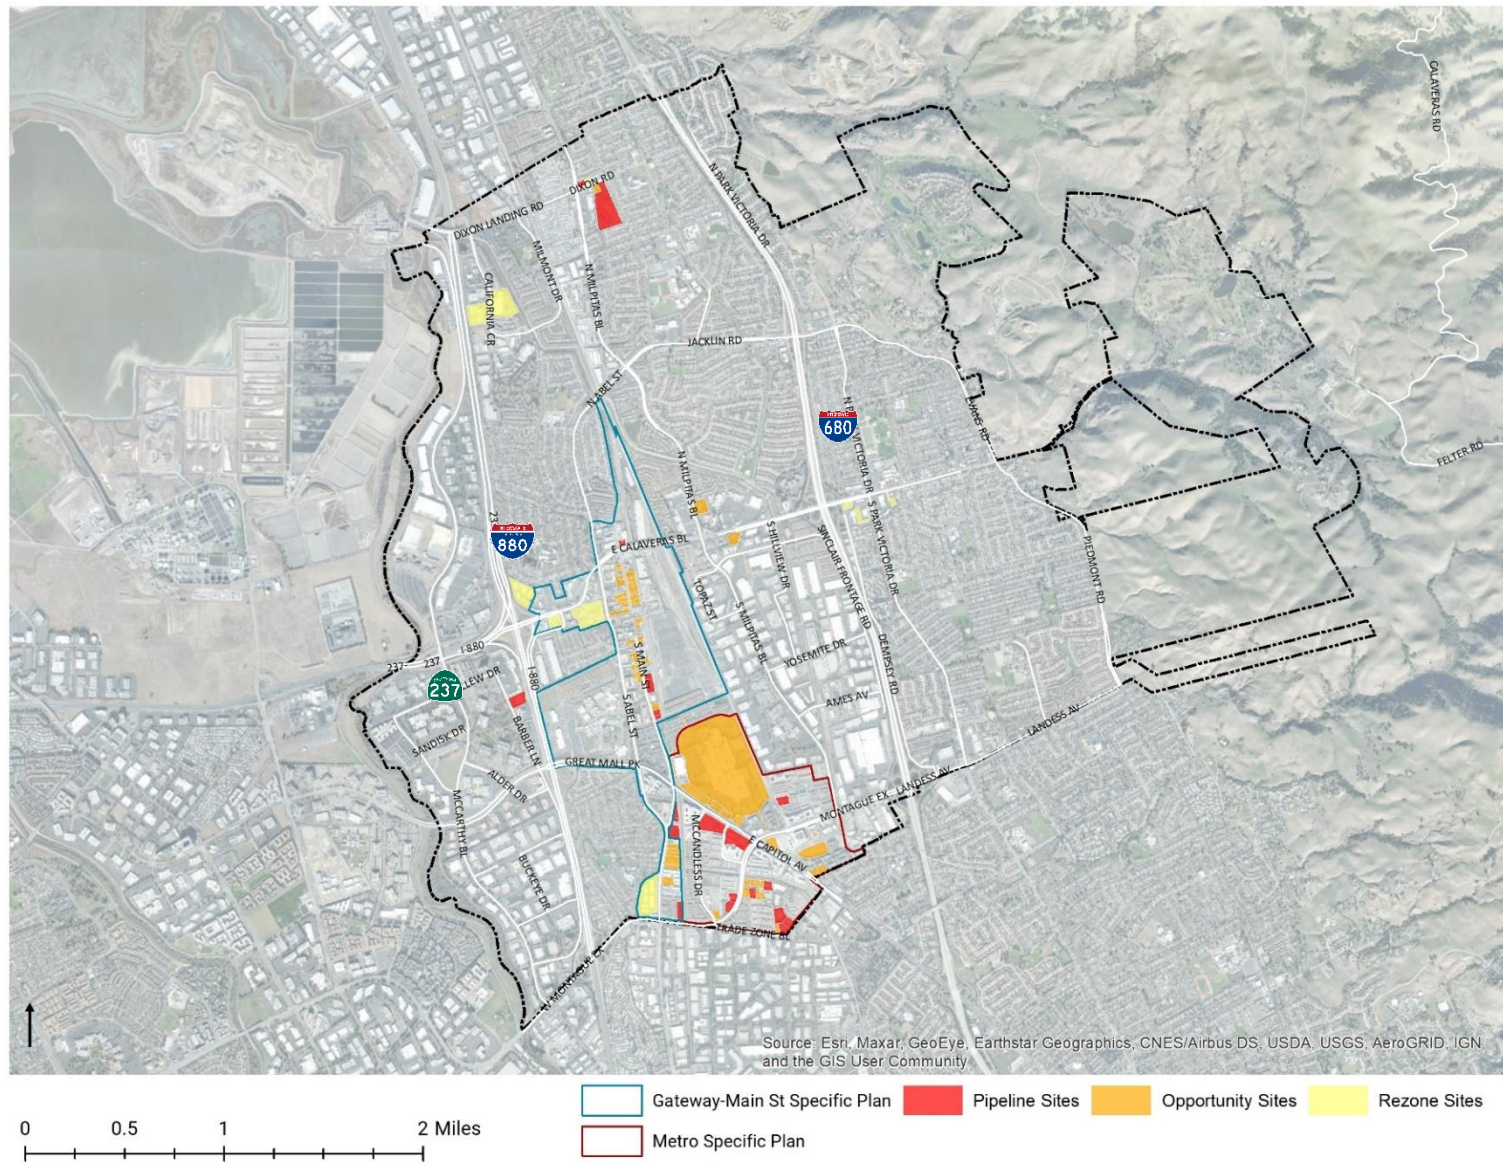 CALAVERAS RD
DIXON RD
N PARK VICTORIA DR
DIXON LANDING RD
MILMONT DR
N MILPITAS BL
CALIFORNIA CR
JACKLIN RD
N ABEL ST
EVANS RD
680
FELTER RD
N MILPITAS BL
S PARK VICTORIA DR
880
E CALAVERAS BL
S HILLVIEW DR
SINCLAIR FRONTAGE RD
PIEDMONT RD
TOPAZ ST
S MILPITAS BL
YOSEMITE DR
DEMPSEY RD
237
237
I-880
I-880
237
S MAIN ST
S ABEL ST
AMES AV
LANDESS AV
BARBER LN
SANDISK DR
GREAT MALL PK
ALDER DR
MCCARTHY BL
MONTAGUE EX
LANDESS AV
MCCANDLESS DR
E CAPITOL AV
BUCKEYE DR
TRADE ZONE BL
W MONTAGUE EX
Source: Esri, Maxar, GeoEye, Earthstar Geographics, CNES/Airbus DS, USDA, USGS, AeroGRID, IGN,
and the GIS User Community
Gateway-Main St Specific Plan
Pipeline Sites
Opportunity Sites
Rezone Sites
Metro Specific Plan
0 0.5 1 2 Miles